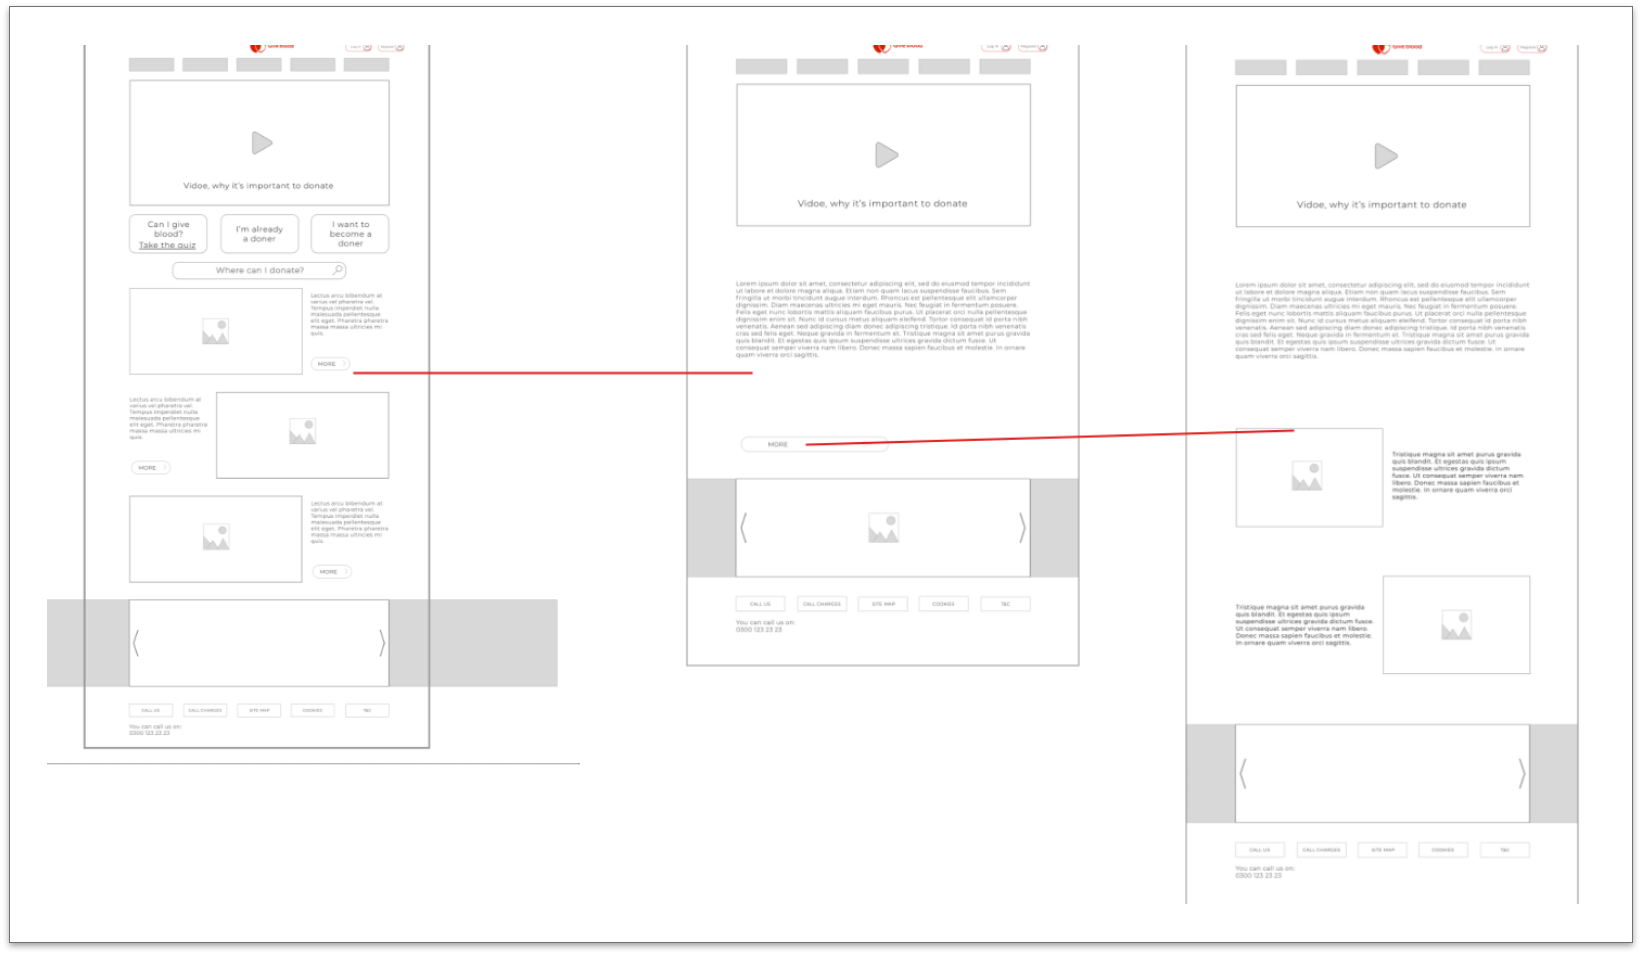 Give blood
Log in
Register
Vidoe, why it's important to donate
Can I give
blood?
Take the quiz
I'm already
a doner
I want to
become a
doner
Where can I donate?
Lectus arcu bibendum at
varius vel pharetra vel
Tempus imperdiet nulla
malesuada pellentesque
elit eget. Pharetra pharetra
massa massa ultricies mi
quis.
MORE
Lectus arcu bibendum at
varius vel pharetra vel
Tempus imperdiet nulla
malesuada pellentesque
elit eget. Pharetra pharetra
massa massa ultricies mi
quis.
MORE
Lectus arcu bibendum at
varius vel pharetra vel
Tempus imperdiet nulla
malesuada pellentesque
elit eget. Pharetra pharetra
massa massa ultricies mi
quis.
MORE
CALL US
CALL CHARGES
SITE MAP
COOKIES
T&C
You can call us on:
0300 123 23 23
Give blood
Log in
Register
Vidoe, why it's important to donate
Lorem ipsum dolor sit amet, consectetur adipiscing elit, sed do eiusmod tempor incididunt
ut labore et dolore magna aliqua. Etiam non quam lacus suspendisse faucibus. Sem
fringilla ut morbi tincidunt augue interdum. Rhoncus est pellentesque elit ullamcorper
dignissim. Diam maecenas ultricies mi eget mauris. Neque gravida in fermentum posuere.
Felis eget nunc lobortis mattis aliquam purus. Ut placerat orci nulla pellentesque
dignissim enim sit. Nunc id cursus metus aliquam eleifend. Tortor consequat id porta nibh
venenatis. Aenean sed adipiscing diam donec adipiscing tristique. Id porta nibh venenatis
cras sed felis eget. Neque gravida in fermentum et. Tristique magna sit amet purus gravida
quis blandit. Et egestas quis ipsum suspendisse ultrices gravida dictum fusce. Ut
consequat semper viverra nam libero. Donec massa sapien faucibus et molestie. In ornare
quam viverra orci sagittis.
MORE
CALL US
CALL CHARGES
SITE MAP
COOKIES
T&C
You can call us on:
0300 123 23 23
Give blood
Log in
Register
Vidoe, why it's important to donate
Lorem ipsum dolor sit amet, consectetur adipiscing elit, sed do eiusmod tempor incididunt
ut labore et dolore magna aliqua. Etiam non quam lacus suspendisse faucibus. Sem
fringilla ut morbi tincidunt augue interdum. Rhoncus est pellentesque elit ullamcorper
dignissim. Diam maecenas ultricies mi eget mauris. Neque gravida in fermentum posuere.
Felis eget nunc lobortis mattis aliquam purus. Ut placerat orci nulla pellentesque
dignissim enim sit. Nunc id cursus metus aliquam eleifend. Tortor consequat id porta nibh
venenatis. Aenean sed adipiscing diam donec adipiscing tristique. Id porta nibh venenatis
cras sed felis eget. Neque gravida in fermentum et. Tristique magna sit amet purus gravida
quis blandit. Et egestas quis ipsum suspendisse ultrices gravida dictum fusce. Ut
consequat semper viverra nam libero. Donec massa sapien faucibus et molestie. In ornare
quam viverra orci sagittis.
Tristique magna sit amet purus gravida
quis blandit. Et egestas quis ipsum
suspendisse ultrices gravida dictum
fusce. Ut consequat semper viverra nam
libero. Donec massa sapien faucibus et
molestie. In ornare quam viverra orci
sagittis.
Tristique magna sit amet purus gravida
quis blandit. Et egestas quis ipsum
suspendisse ultrices gravida dictum fusce.
Ut consequat semper viverra nam libero.
Donec massa sapien faucibus et molestie.
In ornare quam viverra orci sagittis.
CALL US
CALL CHARGES
SITE MAP
COOKIES
T&C
You can call us on:
0300 123 23 23